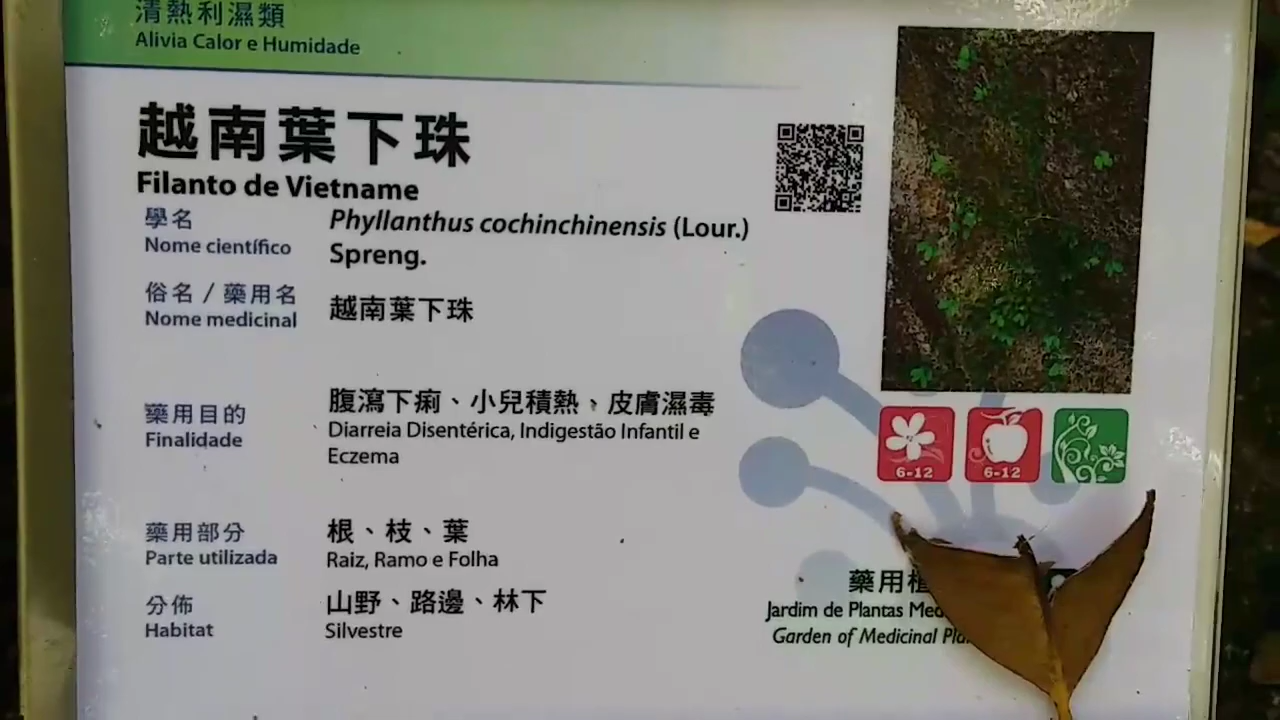 清熱利濕類
Alivia Calor e Humidade
越南葉下珠
Filanto de Vietname
學名
Nome científico
Phyllanthus cochinchinensis (Lour.)
Spreng.
俗名 / 藥用名
Nome medicinal
越南葉下珠
藥用目的
Finalidade
腹瀉下痢、小兒積熱、皮膚濕毒
Diarreia Disentérica, Indigestão Infantil e
Eczema
藥用部分
Parte utilizada
根、枝、葉
Raiz, Ramo e Folha
分佈
Habitat
山野、路邊、林下
Silvestre
6-12
6-12
藥用
Jardim de Plantas
Garden of Medicinal